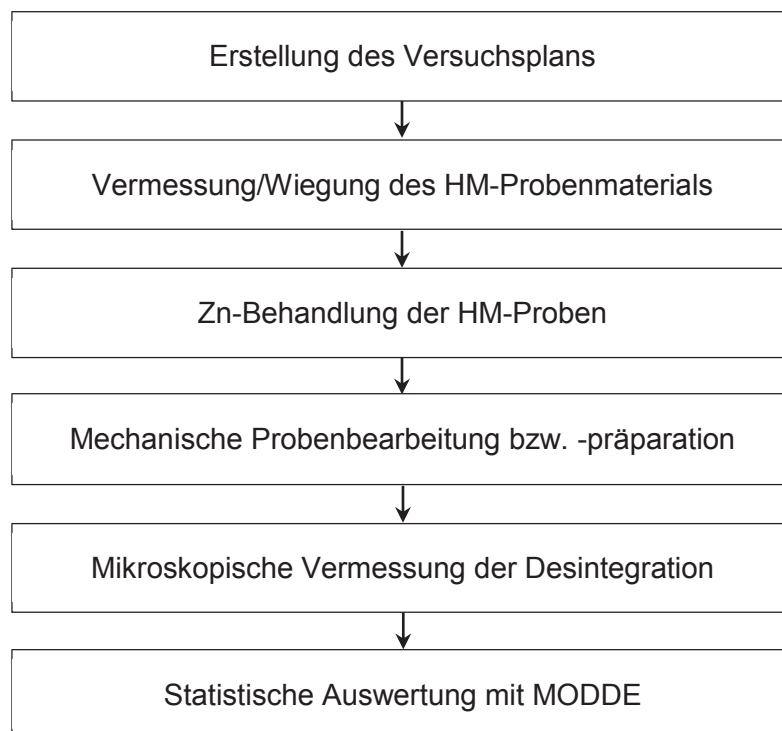 Erstellung des Versuchsplans
Vermessung/Wiegung des HM-Probenmaterials
Zn-Behandlung der HM-Proben
Mechanische Probenbearbeitung bzw. -präparation
Mikroskopische Vermessung der Desintegration
Statistische Auswertung mit MODDE